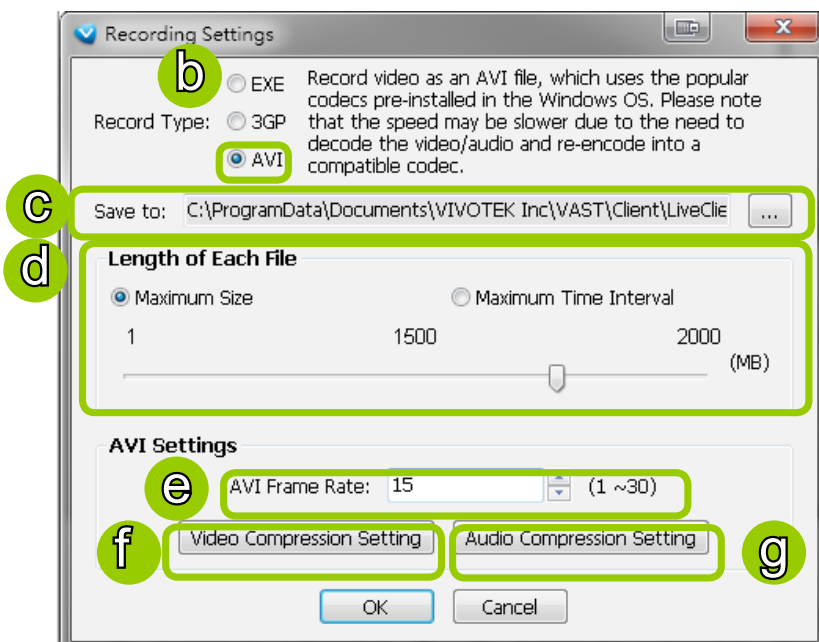 Recording Settings
b
EXE
Record Type:
3GP
AVI
Record video as an AVI file, which uses the popular
codecs pre-installed in the Windows OS. Please note
that the speed may be slower due to the need to
decode the video/audio and re-encode into a
compatible codec.
c
Save to: C:\ProgramData\Documents\VIVOTEK Inc\VAST\Client\LiveClie ...
d
Length of Each File
Maximum Size Maximum Time Interval
1 1500 2000
(MB)
AVI Settings
e
AVI Frame Rate: 15 (1 ~30)
f
Video Compression Setting Audio Compression Setting
g
OK Cancel